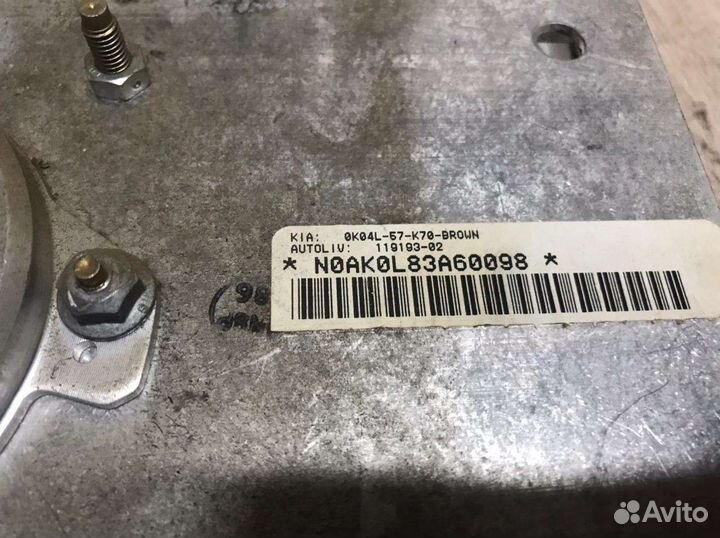 KIA: 0K04L-57-K70-BROWN
AUTOLIV: 119193-02
* N0AK0L83A60098 *
Avito